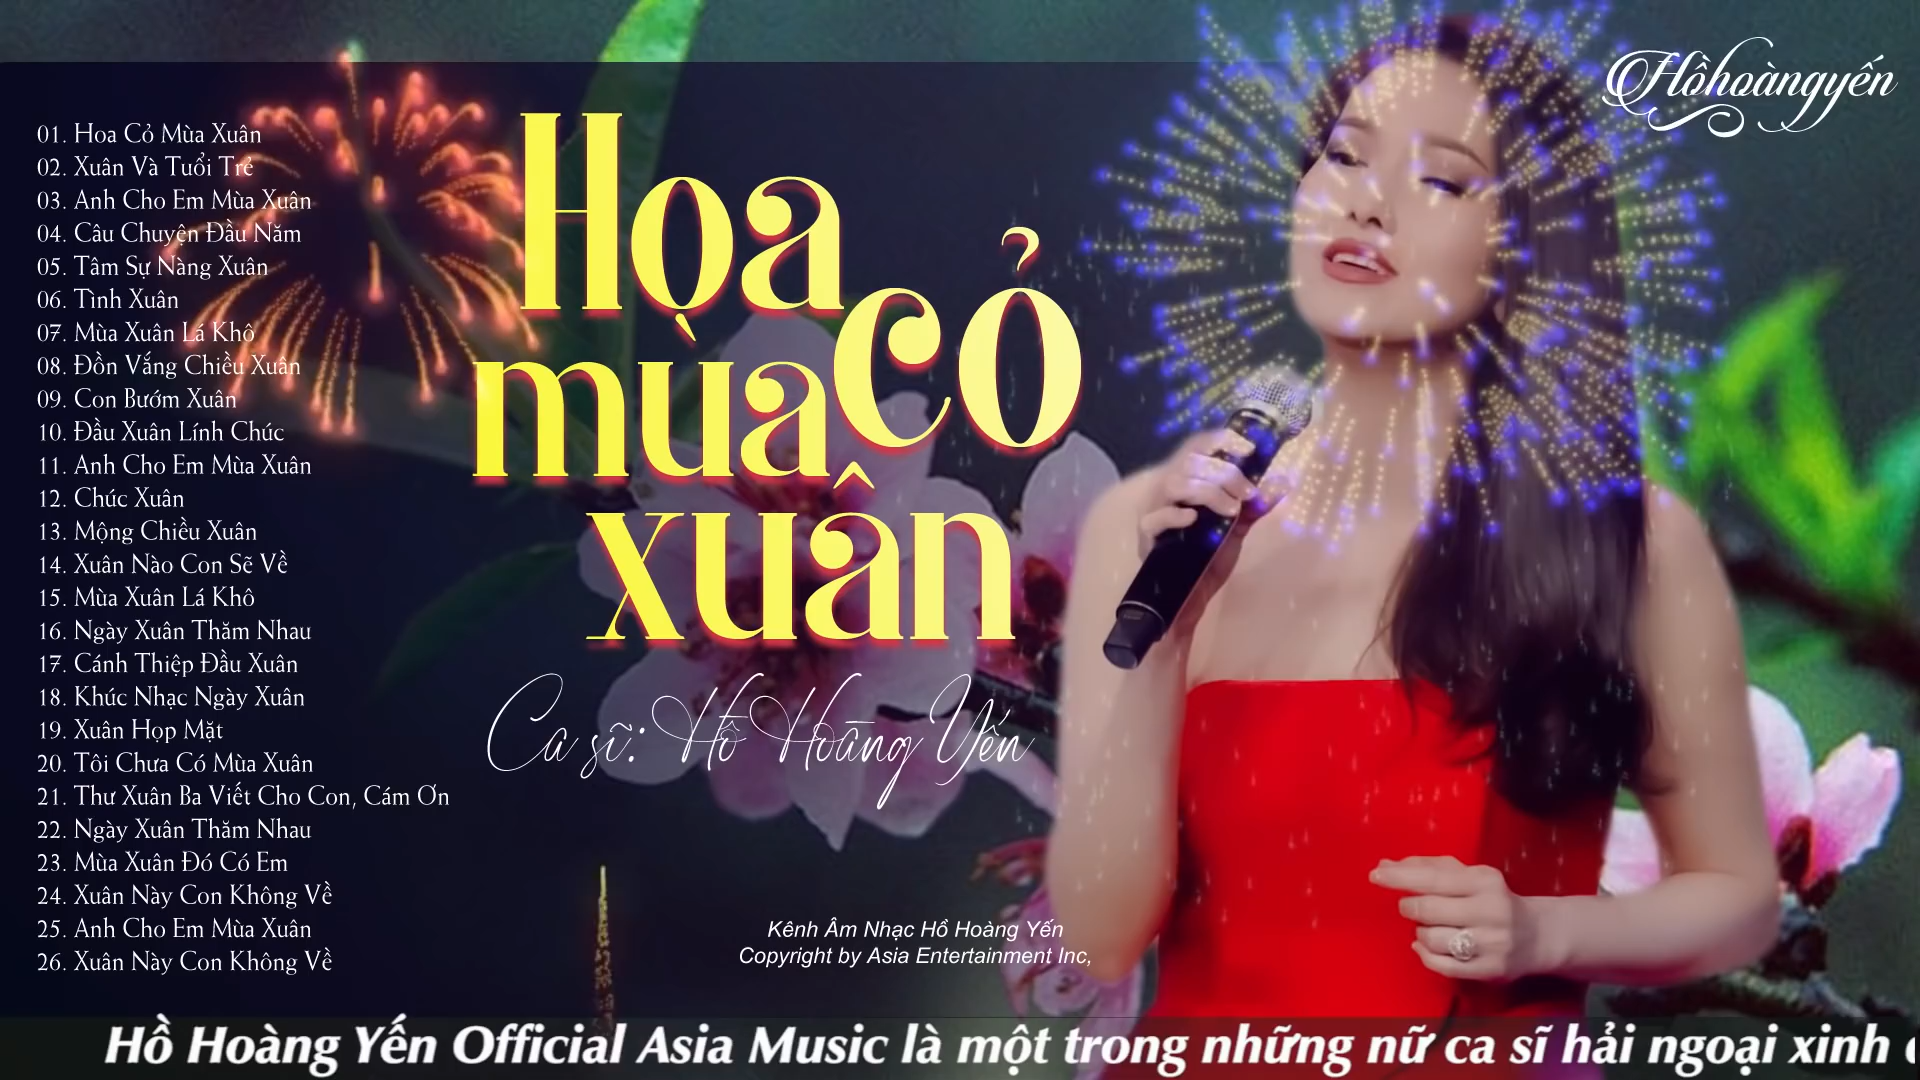 Hồhoàngyến
01. Hoa Cỏ Mùa Xuân
02. Xuân Và Tuổi Trẻ
03. Anh Cho Em Mùa Xuân
04. Câu Chuyện Đầu Năm
05. Tâm Sự Nàng Xuân
06. Tình Xuân
07. Mùa Xuân Lá Khô
08. Đồn Vắng Chiều Xuân
09. Con Bướm Xuân
10. Đầu Xuân Lính Chúc
11. Anh Cho Em Mùa Xuân
12. Chúc Xuân
13. Mộng Chiều Xuân
14. Xuân Nào Con Sẽ Về
15. Mùa Xuân Lá Khô
16. Ngày Xuân Thăm Nhau
17. Cánh Thiệp Đầu Xuân
18. Khúc Nhạc Ngày Xuân
19. Xuân Họp Mặt
20. Tôi Chưa Có Mùa Xuân
21. Thư Xuân Ba Viết Cho Con, Cám Ơn
22. Ngày Xuân Thăm Nhau
23. Mùa Xuân Đó Có Em
24. Xuân Này Con Không Về
25. Anh Cho Em Mùa Xuân
26. Xuân Này Con Không Về
Hoa
cỏ
mùa
xuân
Ca sĩ: Hồ Hoàng Yến
Kênh Âm Nhạc Hồ Hoàng Yến
Copyright by Asia Entertainment Inc,
Hồ Hoàng Yến Official Asia Music là một trong những nữ ca sĩ hải ngoại xinh